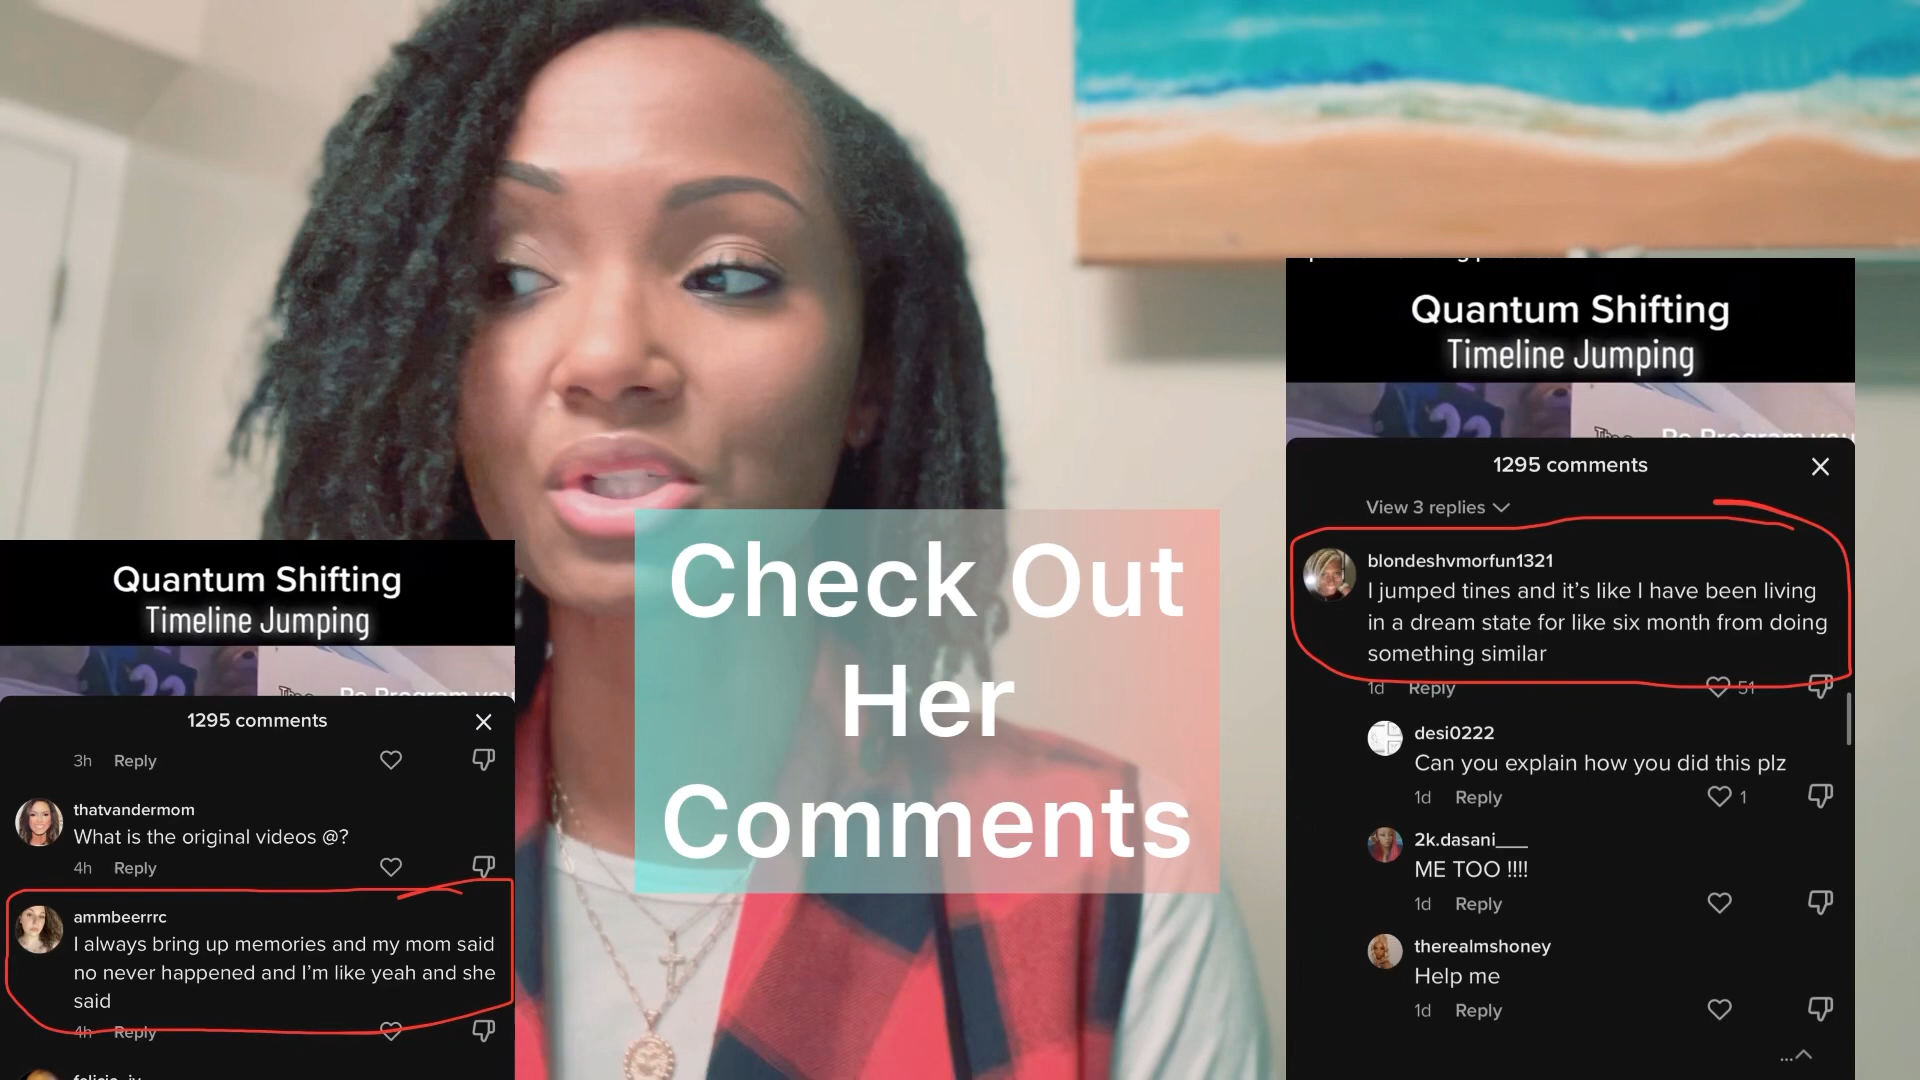 Quantum Shifting
Timeline Jumping
1295 comments
3h Reply
thatvandermom
What is the original videos @?
4h Reply
ammbeerrrc
I always bring up memories and my mom said
no never happened and I'm like yeah and she
said
4h Reply
Check Out
Her
Comments
Quantum Shifting
Timeline Jumping
Re Program you
1295 comments
View 3 replies
blondeshvmorfun1321
I jumped tines and it's like I have been living
in a dream state for like six month from doing
something similar
1d Reply 51
desi0222
Can you explain how you did this plz
1d Reply 1
2k.dasani___
ME TOO !!!!
1d Reply
therealmshoney
Help me
1d Reply
...